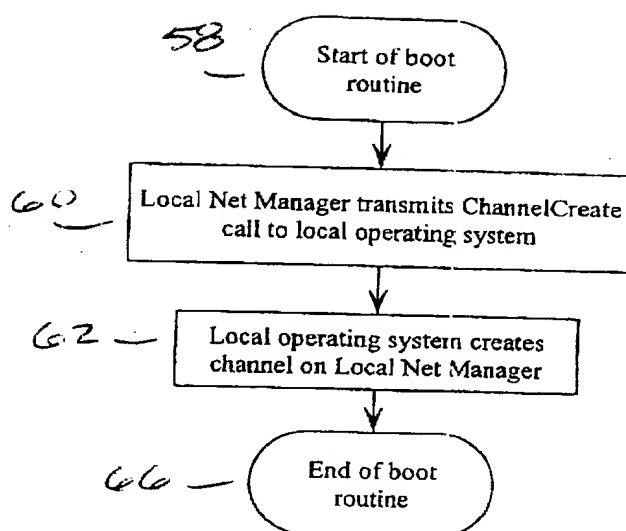 58
Start of boot
routine
60
Local Net Manager transmits ChannelCreate
call to local operating system
62
Local operating system creates
channel on Local Net Manager
66
End of boot
routine